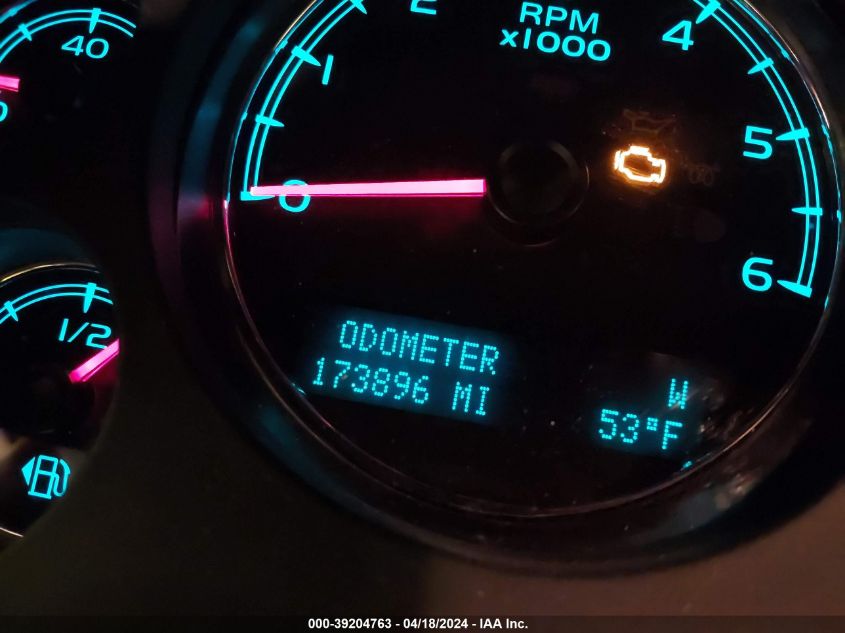 40
1/2
0
1
2
RPM
x1000
4
5
6
ODOMETER
173896 MI
W
53°F
000-39204763 - 04/18/2024 - IAA Inc.